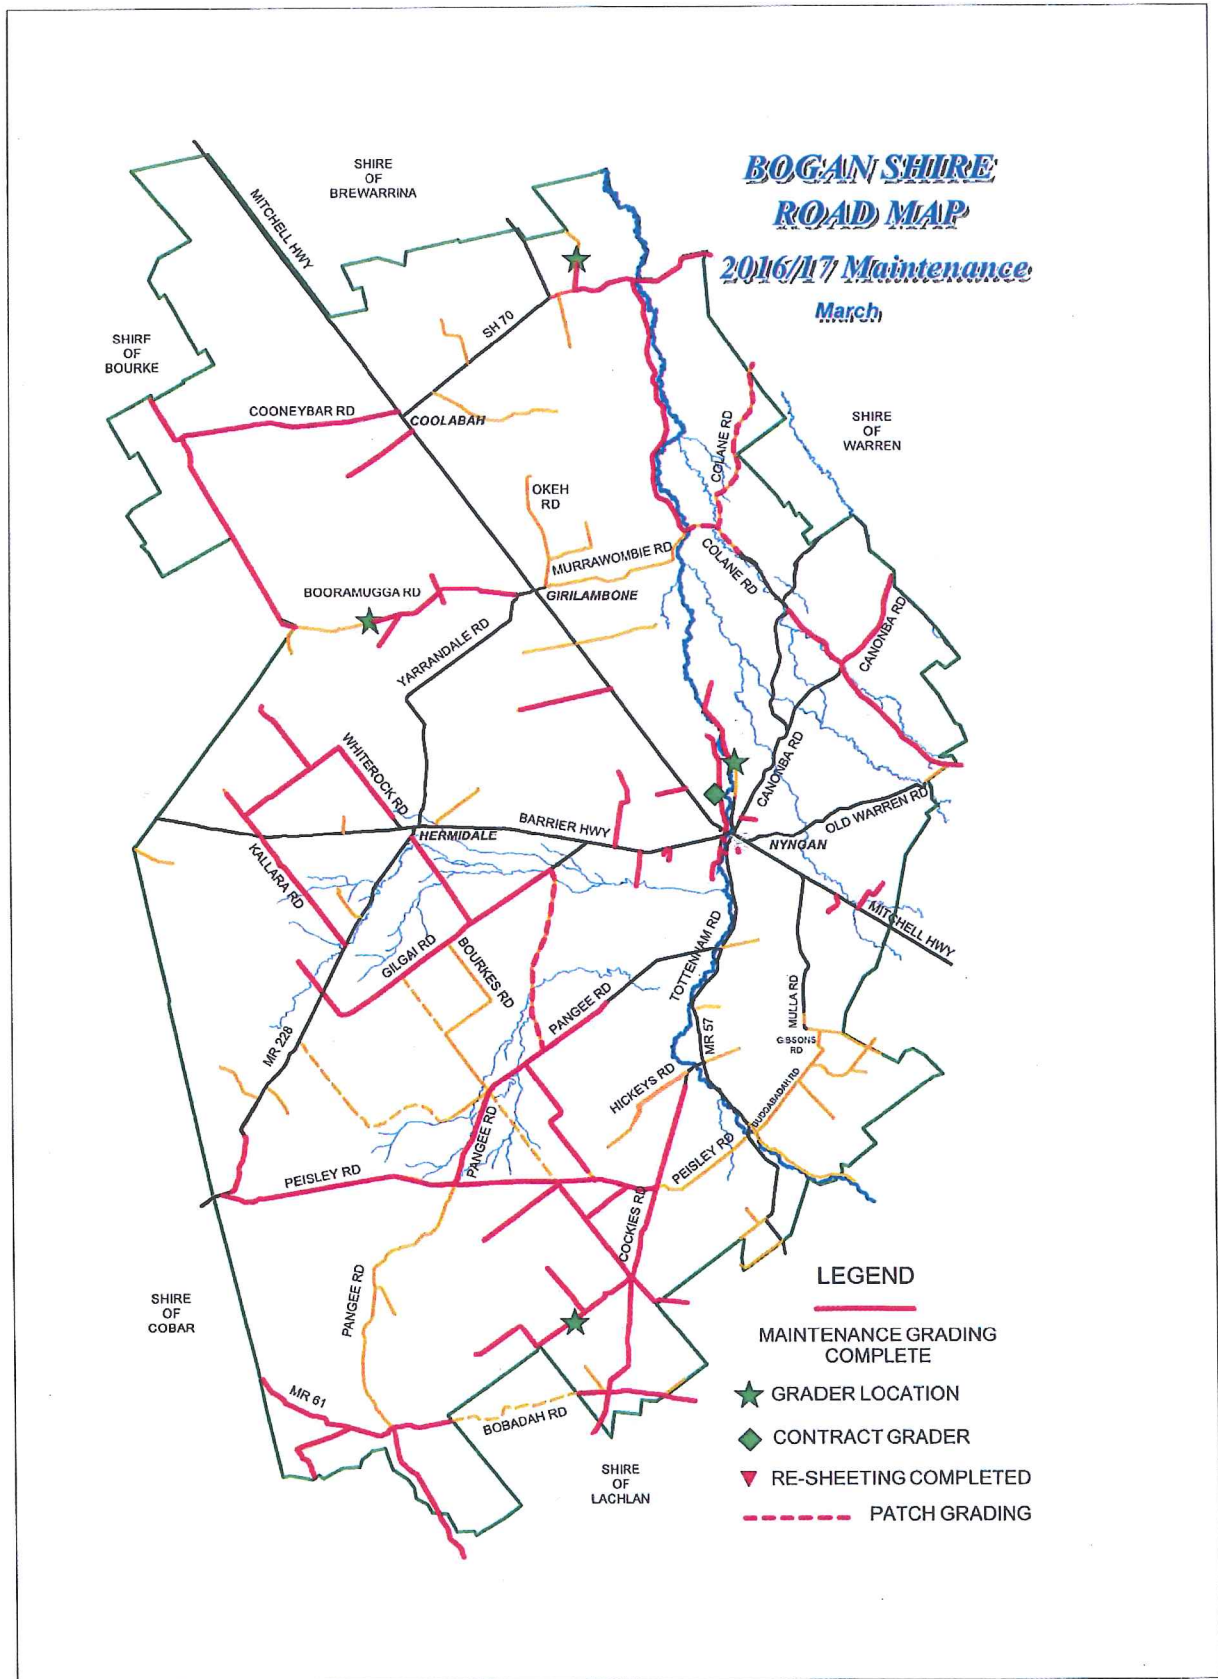 BOGAN SHIRE
ROAD MAP
2016/17 Maintenance
March
SHIRE
OF
BREWARRINA
MITCHELL HWY
SH 70
SHIRE
OF
BOURKE
COONEYBAR RD
COOLABAH
COLANE RD
SHIRE
OF
WARREN
OKEH
RD
MURRAWOMBIE RD
COLANE RD
BOORAMUGGA RD
GIRILAMBONE
CANONBA RD
YARRANDALE RD
WHITEROCK RD
CANONBA RD
OLD WARREN RD
BARRIER HWY
HERMIDALE
NYNGAN
KALLARA RD
MITCHELL HWY
GILGAI RD
BOURKES RD
TOTTENHAM RD
PANGEE RD
MULLA RD
MR 228
MR 57
GIBSONS
RD
HICKEYS RD
BUDDABADAH RD
PANGEE RD
PEISLEY RD
PEISLEY RD
COCKIES RD
PANGEE RD
SHIRE
OF
COBAR
MR 61
BOBADAH RD
SHIRE
OF
LACHLAN
LEGEND
MAINTENANCE GRADING
COMPLETE
GRADER LOCATION
CONTRACT GRADER
RE-SHEETING COMPLETED
PATCH GRADING